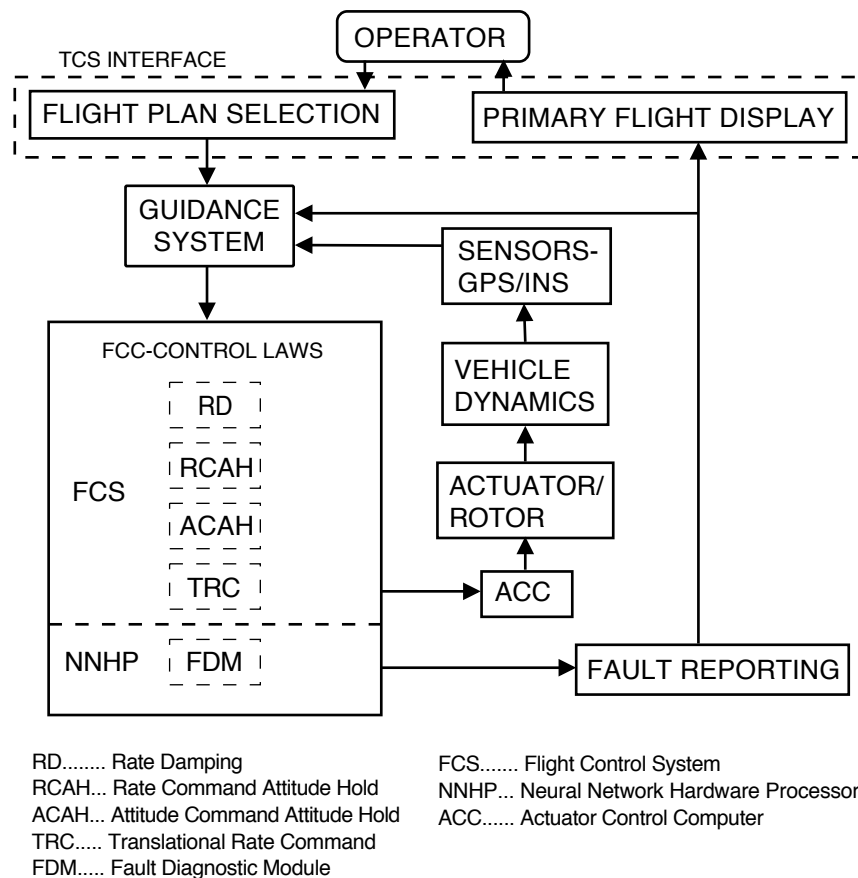 OPERATOR
TCS INTERFACE
FLIGHT PLAN SELECTION
PRIMARY FLIGHT DISPLAY
GUIDANCE
SYSTEM
SENSORS-
GPS/INS
FCC-CONTROL LAWS
VEHICLE
DYNAMICS
RD
RCAH
FCS
ACTUATOR/
ROTOR
ACAH
TRC
ACC
NNHP
FDM
FAULT REPORTING
RD........ Rate Damping
RCAH... Rate Command Attitude Hold
ACAH... Attitude Command Attitude Hold
TRC..... Translational Rate Command
FDM..... Fault Diagnostic Module
FCS....... Flight Control System
NNHP... Neural Network Hardware Processor
ACC...... Actuator Control Computer